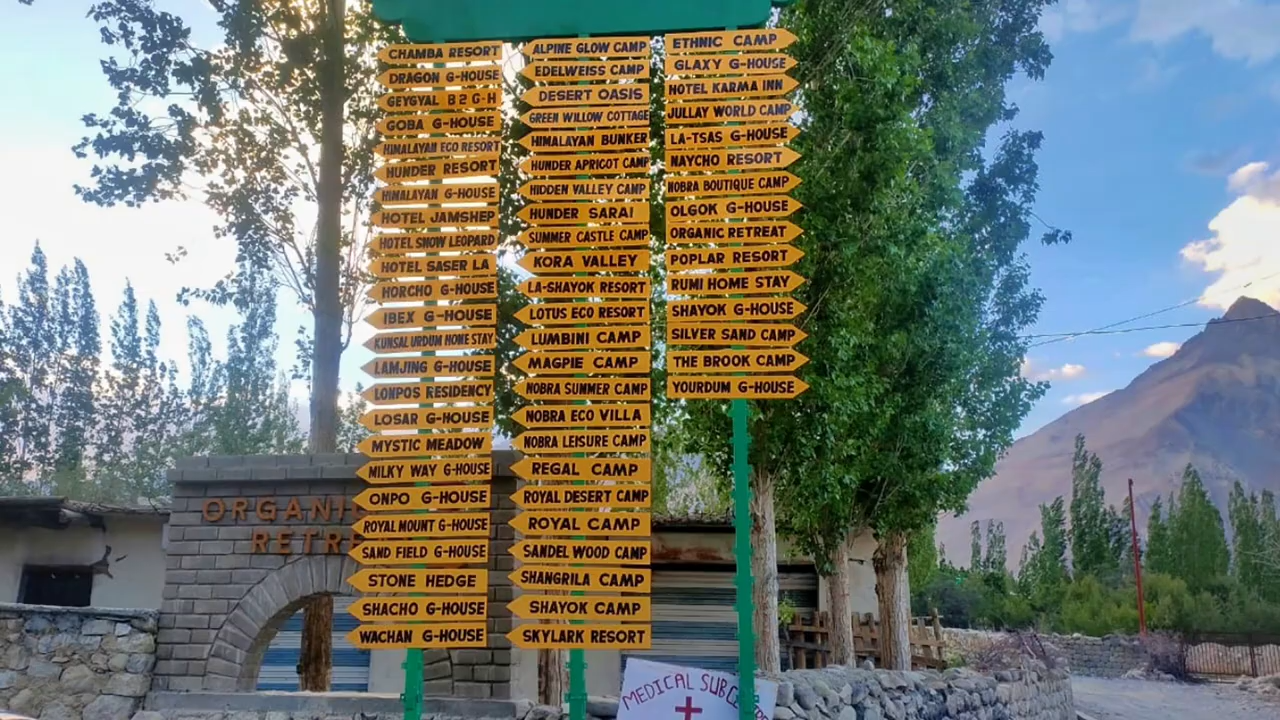 CHAMBA RESORT
DRAGON G-HOUSE
GEYGYAL B 2 G-H
GOBA G-HOUSE
HIMALAYAN ECO RESORT
HUNDER RESORT
HIMALAYAN G-HOUSE
HOTEL JAMSHEP
HOTEL SNOW LEOPARD
HOTEL SASER LA
HORCHO G-HOUSE
IBEX G-HOUSE
KUNSAL URDUM HOME STAY
LAMJING G-HOUSE
LONPOS RESIDENCY
LOSAR G-HOUSE
MYSTIC MEADOW
MILKY WAY G-HOUSE
ONPO G-HOUSE
ROYAL MOUNT G-HOUSE
SAND FIELD G-HOUSE
STONE HEDGE
SHACHO G-HOUSE
WACHAN G-HOUSE
ALPINE GLOW CAMP
EDELWEISS CAMP
DESERT OASIS
GREEN WILLOW COTTAGE
HIMALAYAN BUNKER
HUNDER APRICOT CAMP
HIDDEN VALLEY CAMP
HUNDER SARAI
SUMMER CASTLE CAMP
KORA VALLEY
LA-SHAYOK RESORT
LOTUS ECO RESORT
LUMBINI CAMP
MAGPIE CAMP
NOBRA SUMMER CAMP
NOBRA ECO VILLA
NOBRA LEISURE CAMP
REGAL CAMP
ROYAL DESERT CAMP
ROYAL CAMP
SANDEL WOOD CAMP
SHANGRILA CAMP
SHAYOK CAMP
SKYLARK RESORT
ETHNIC CAMP
GLAXY G-HOUSE
HOTEL KARMA INN
JULLAY WORLD CAMP
LA-TSAS G-HOUSE
NAYCHO RESORT
NOBRA BOUTIQUE CAMP
OLGOK G-HOUSE
ORGANIC RETREAT
POPLAR RESORT
RUMI HOME STAY
SHAYOK G-HOUSE
SILVER SAND CAMP
THE BROOK CAMP
YOURDUM G-HOUSE
ORGANI
RETRE
MEDICAL SUB